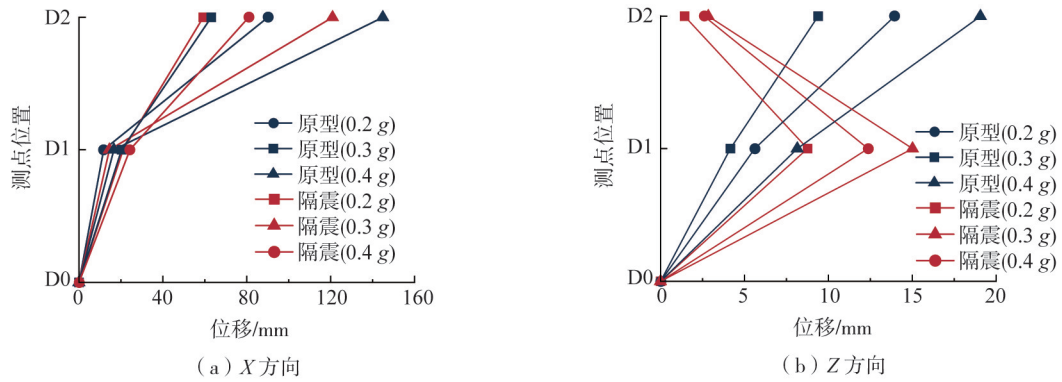 D2
D1
D0
测点位置
原型(0.2 g)
原型(0.3 g)
原型(0.4 g)
隔震(0.2 g)
隔震(0.3 g)
隔震(0.4 g)
0 40 80 120 160
位移/mm
(a) X方向
D2
D1
D0
测点位置
原型(0.2 g)
原型(0.3 g)
原型(0.4 g)
隔震(0.2 g)
隔震(0.3 g)
隔震(0.4 g)
0 5 10 15 20
位移/mm
(b) Z方向